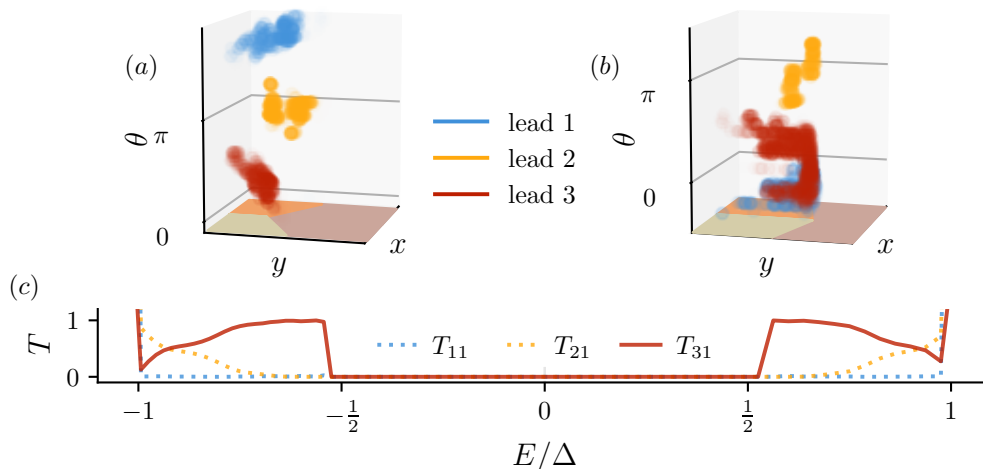 (a)
θ
π
0
y
x
lead 1
lead 2
lead 3
(b)
θ
π
0
y
x
(c)
T
1
0
T₁₁
T₂₁
T₃₁
−1
−1/2
0
1/2
1
E/Δ